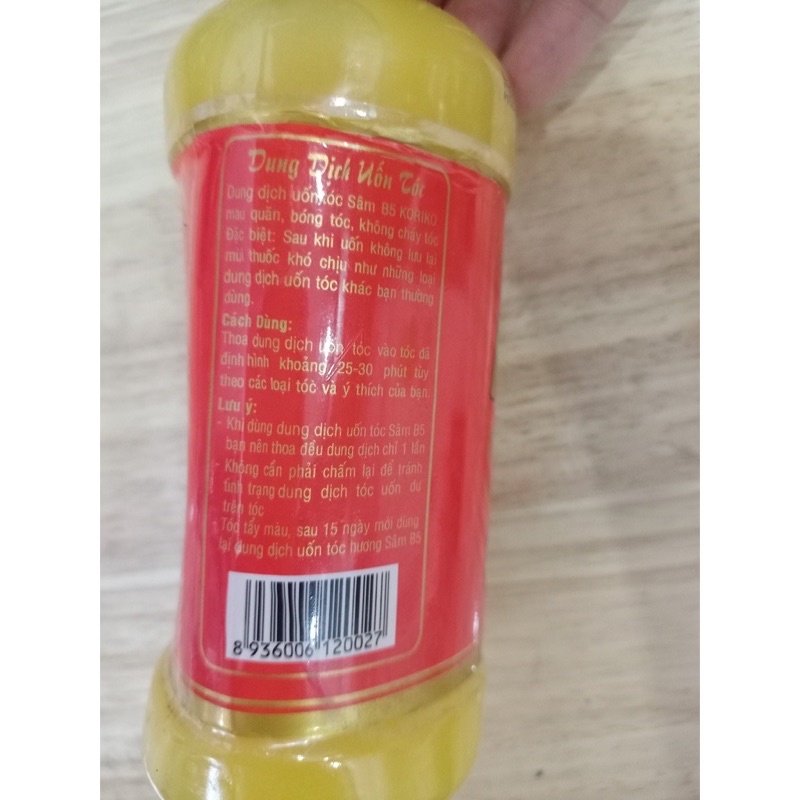 Dung Dịch Uốn Tóc
Dung dịch uốn tóc Sâm B5 KORIKO
mau quăn, bóng tóc, không cháy tóc
Đặc biệt: Sau khi uốn không lưu lại
mùi thuốc khó chịu như những loại
dung dịch uốn tóc khác bạn thường
dùng.
Cách Dùng:
Thoa dung dịch uốn tóc vào tóc đã
định hình khoảng 25-30 phút tùy
theo các loại tóc và ý thích của bạn.
Lưu ý:
- Khi dùng dung dịch uốn tóc Sâm B5
bạn nên thoa đều dung dịch chỉ 1 lần
- Không cần phải chấm lại để tránh
tình trạng dung dịch tóc uốn dư
trên tóc
- Tóc tẩy màu, sau 15 ngày mới dùng
lại dung dịch uốn tóc hương Sâm B5
8 936006 120027